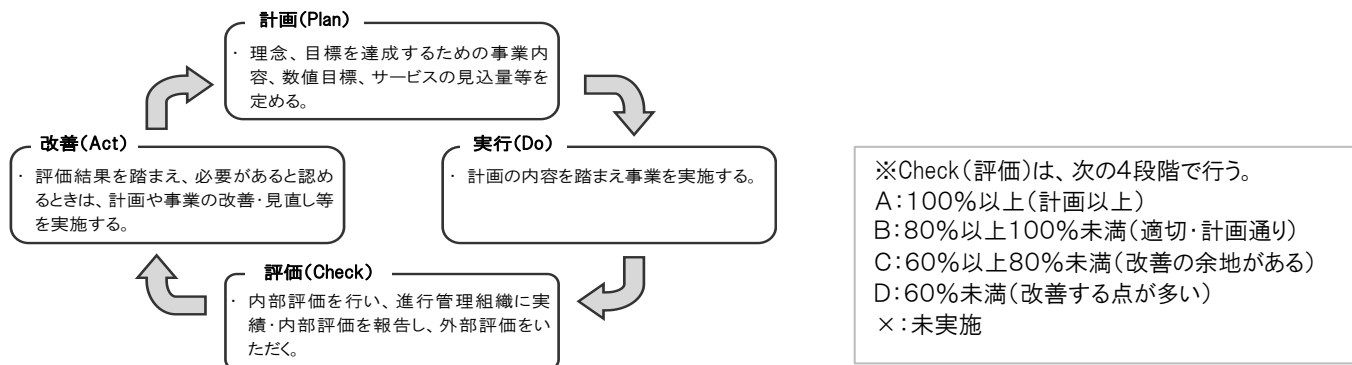 計画(Plan)
・ 理念、目標を達成するための事業内
容、数値目標、サービスの見込量等を
定める。
実行(Do)
・ 計画の内容を踏まえ事業を実施する。
評価(Check)
・ 内部評価を行い、進行管理組織に実
績・内部評価を報告し、外部評価をい
ただく。
改善(Act)
・ 評価結果を踏まえ、必要があると認め
るときは、計画や事業の改善・見直し等
を実施する。
※Check(評価)は、次の4段階で行う。
A:100%以上(計画以上)
B:80%以上100%未満(適切・計画通り)
C:60%以上80%未満(改善の余地がある)
D:60%未満(改善する点が多い)
×:未実施